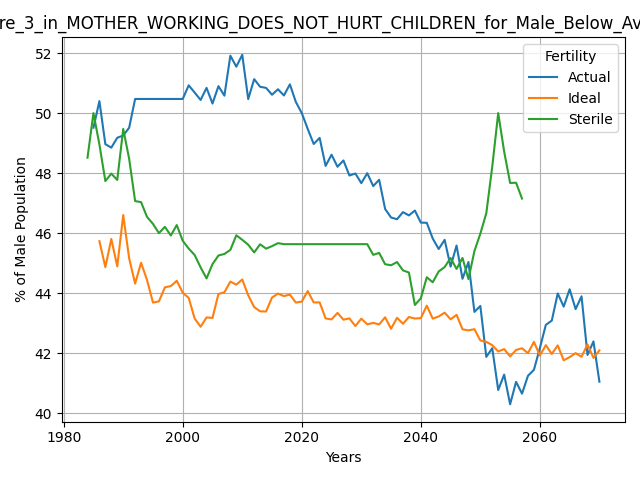 re_3_in_MOTHER_WORKING_DOES_NOT_HURT_CHILDREN_for_Male_Below_Av
Fertility
Actual
Ideal
Sterile
% of Male Population
52
50
48
46
44
42
40
1980
2000
2020
2040
2060
Years